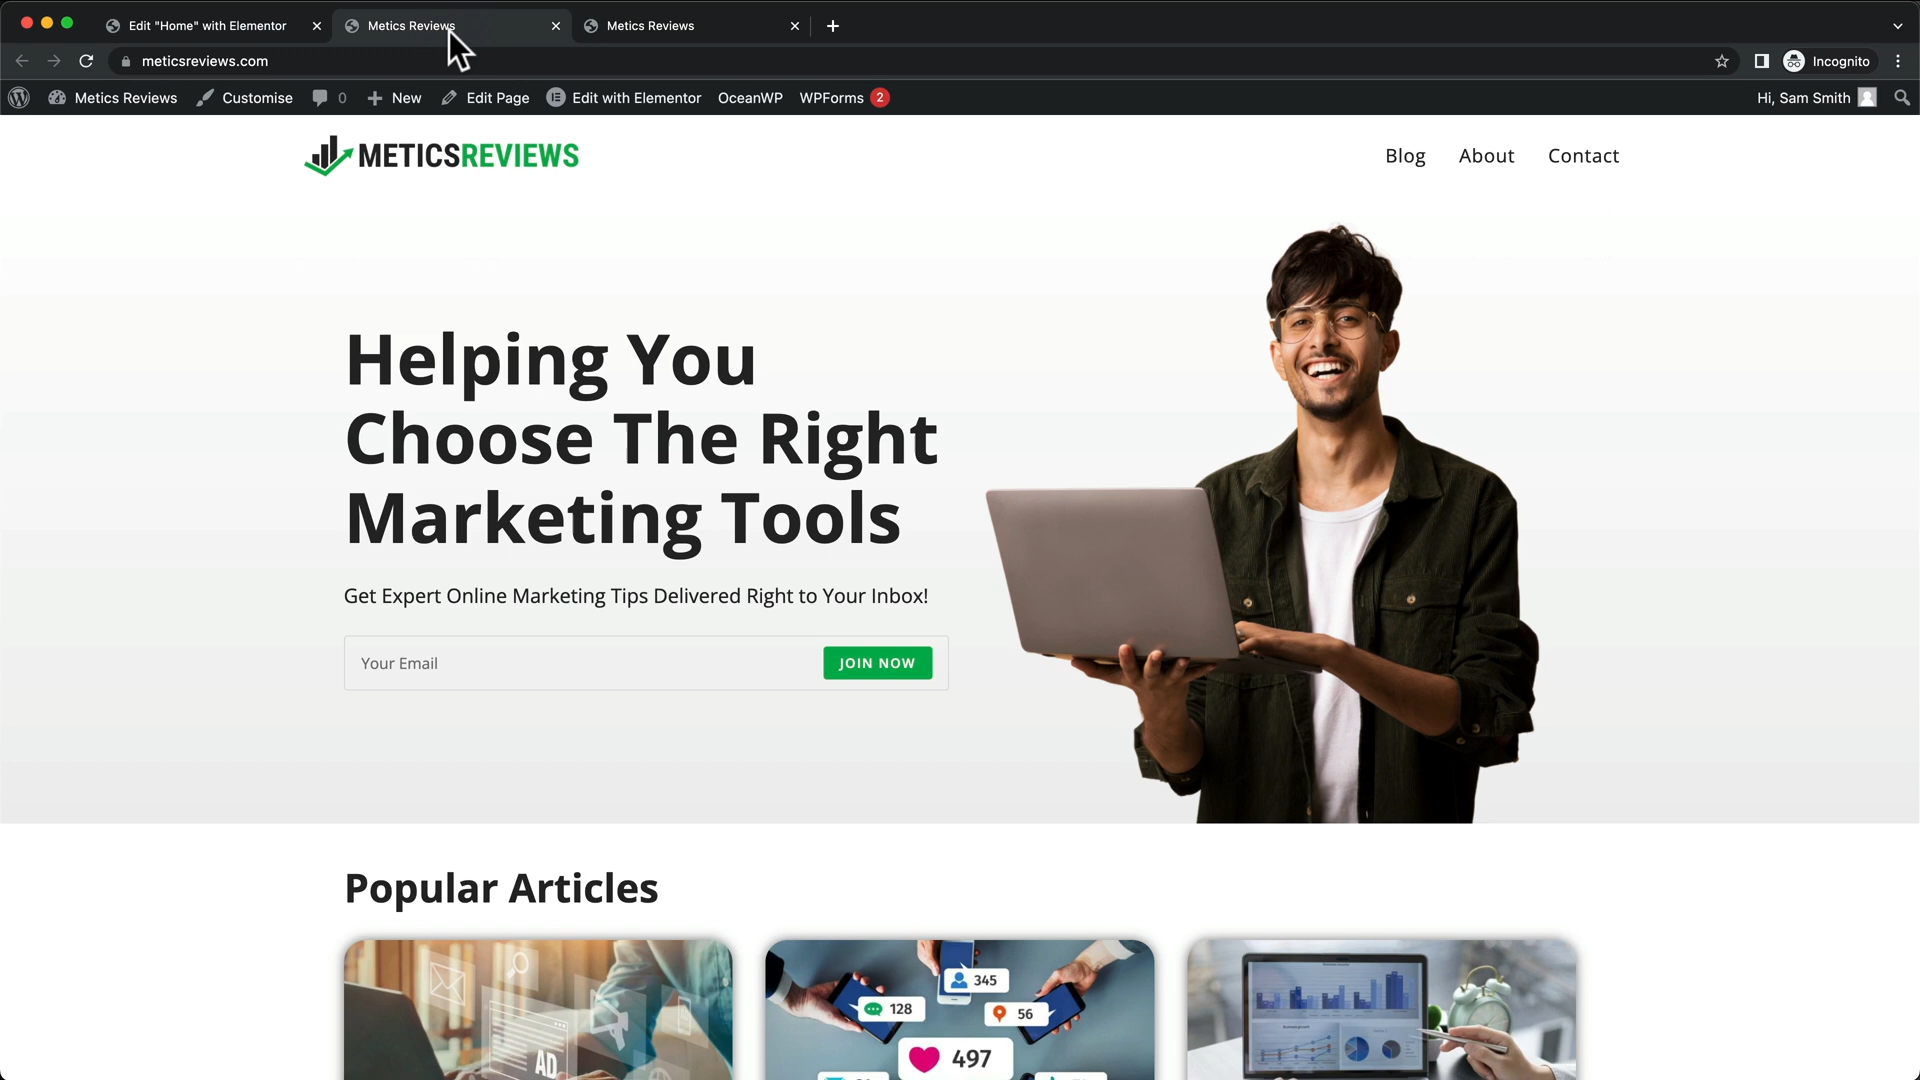 Edit "Home" with Elementor
Metics Reviews
Metics Reviews
meticsreviews.com
Incognito
Metics Reviews
Customise
0
New
Edit Page
Edit with Elementor
OceanWP
WPForms 2
Hi, Sam Smith
METICSREVIEWS
Blog
About
Contact
Helping You
Choose The Right
Marketing Tools
Get Expert Online Marketing Tips Delivered Right to Your Inbox!
Your Email
JOIN NOW
Popular Articles
AD
345
128
56
497